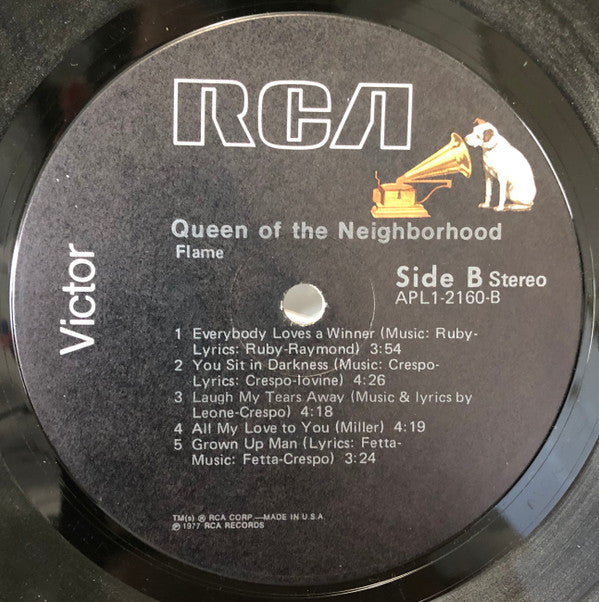 RCA
Victor
Queen of the Neighborhood
Flame
Side B Stereo
APL1-2160-B
1 Everybody Loves a Winner (Music: Ruby-
Lyrics: Ruby-Raymond) 3:54
2 You Sit in Darkness (Music: Crespo-
Lyrics: Crespo-Iovine) 4:26
3 Laugh My Tears Away (Music & lyrics by
Leone-Crespo) 4:18
4 All My Love to You (Miller) 4:19
5 Grown Up Man (Lyrics: Fetta-
Music: Fetta-Crespo) 3:24
TM(s) ® RCA CORP.—MADE IN U.S.A.
℗ 1977 RCA RECORDS